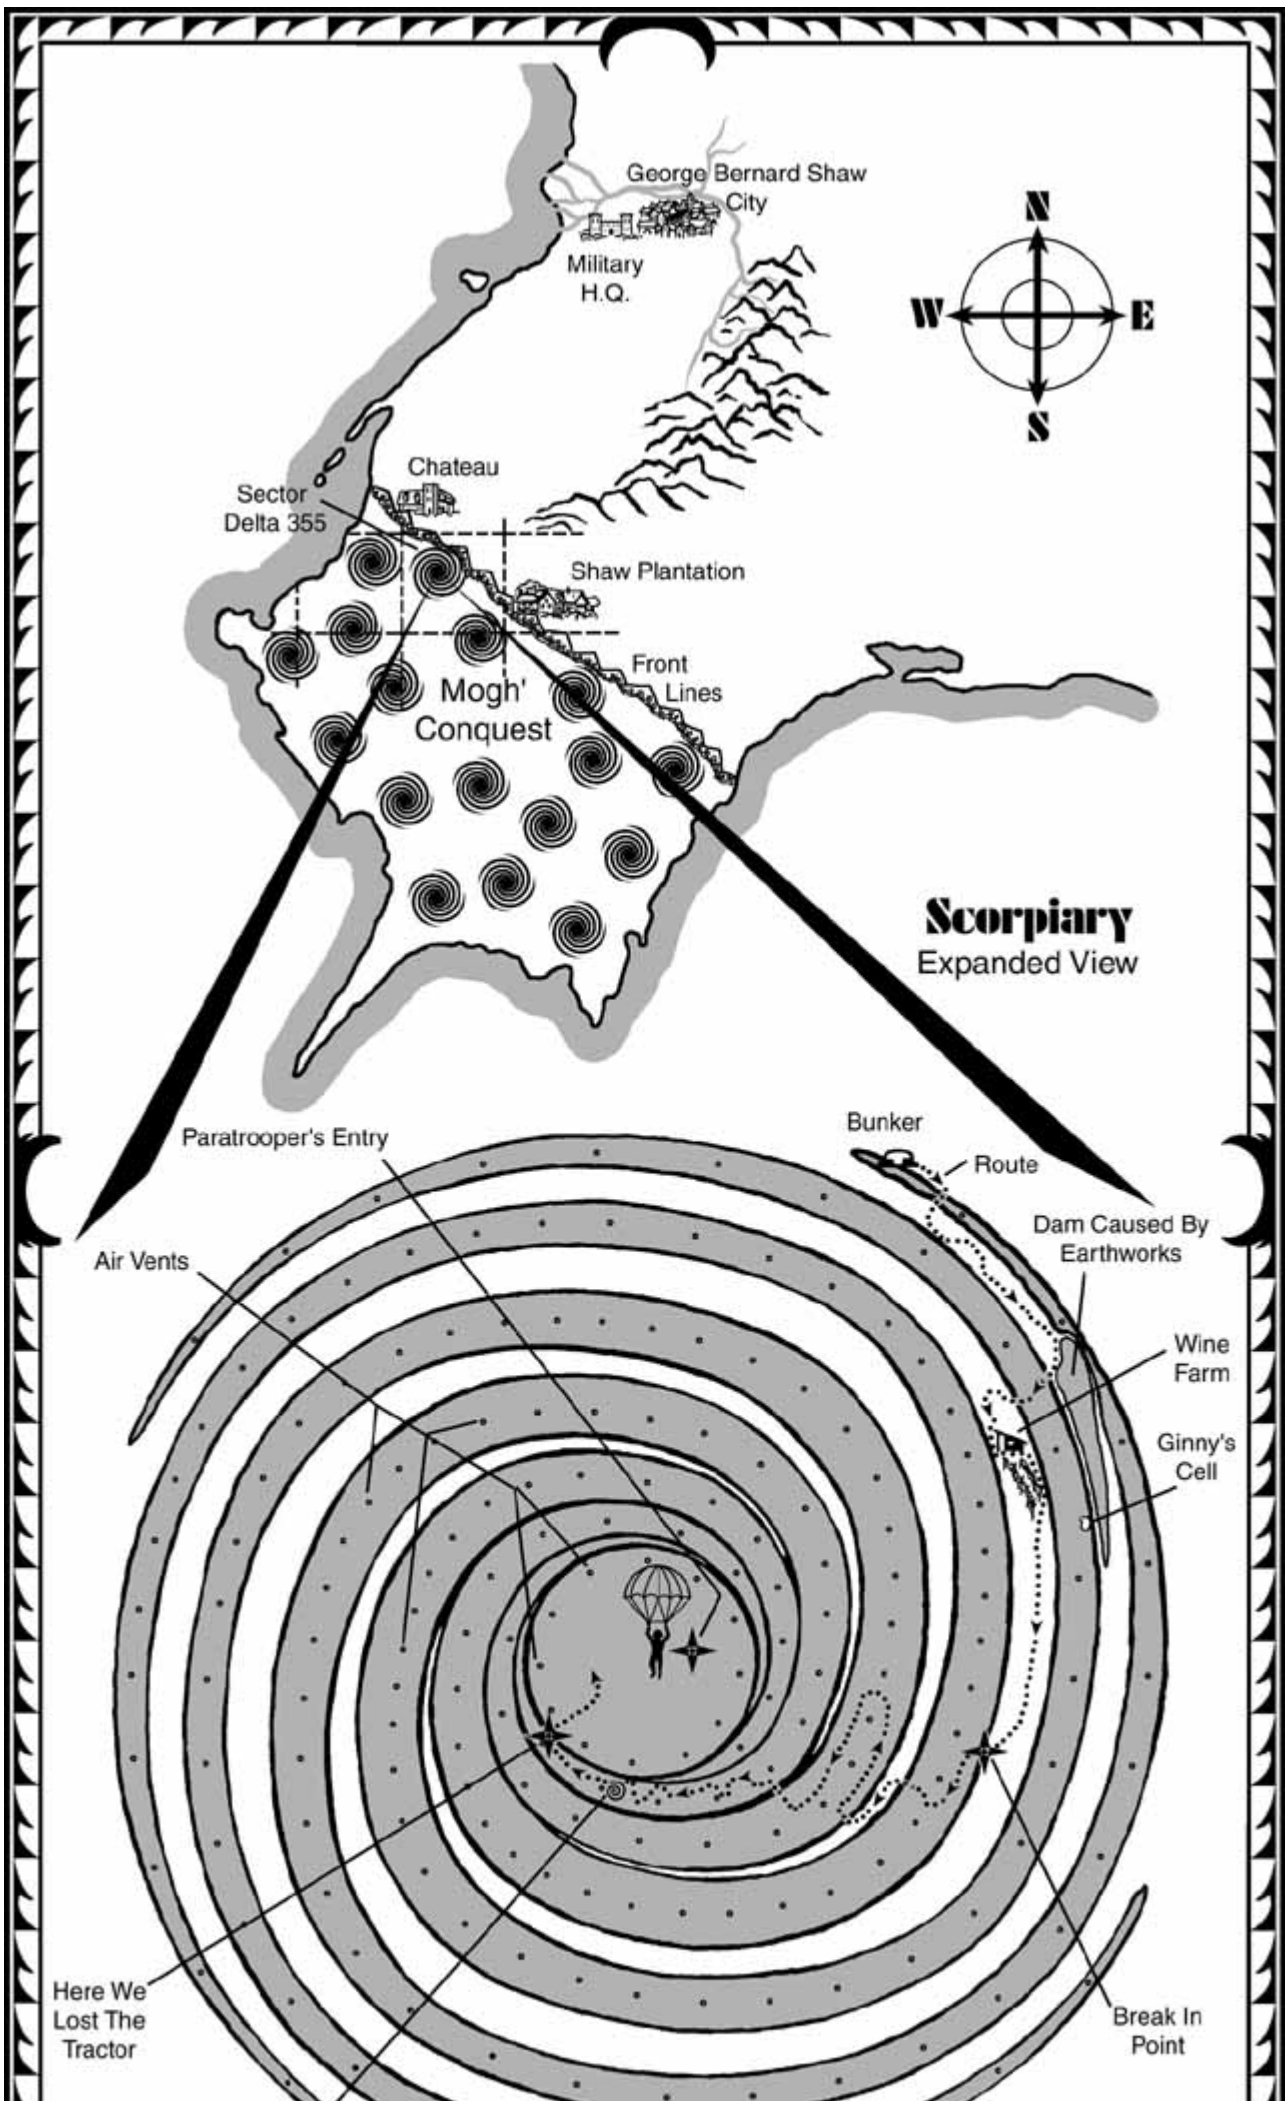 George Bernard Shaw
City
Military
H.Q.
N
W
E
S
Chateau
Sector
Delta 355
Shaw Plantation
Front
Lines
Mogh'
Conquest
Scorpiary
Expanded View
Paratrooper's Entry
Bunker
Route
Air Vents
Dam Caused By
Earthworks
Wine
Farm
Ginny's
Cell
Here We
Lost The
Tractor
Break In
Point